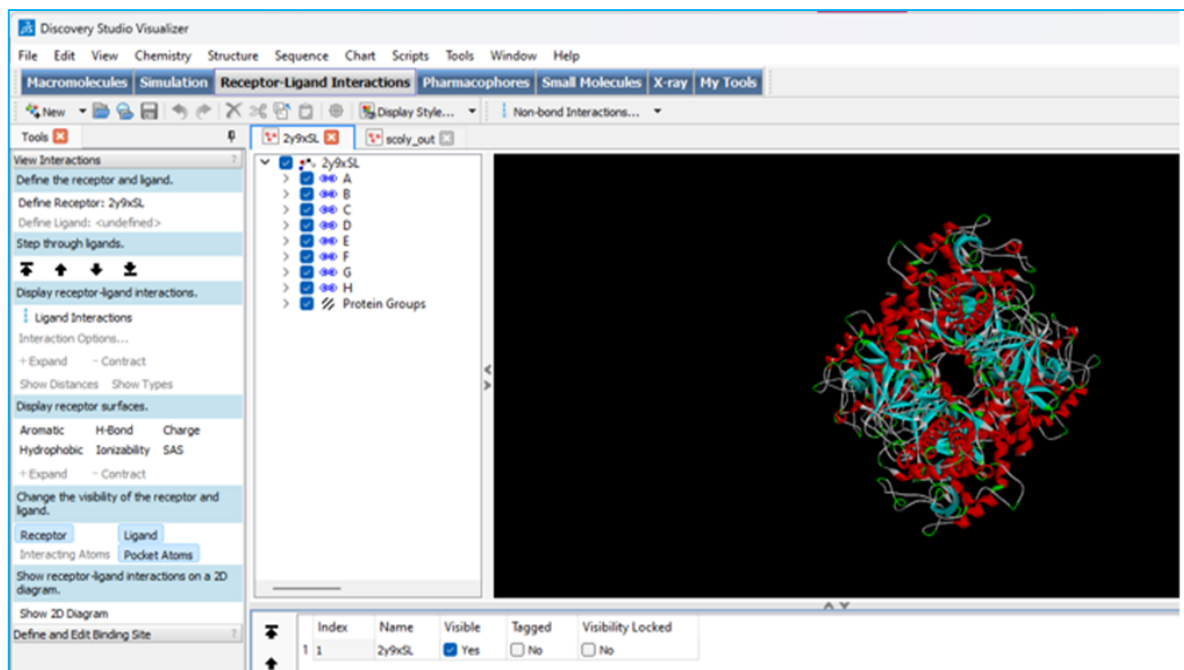 Discovery Studio Visualizer
File Edit View Chemistry Structure Sequence Chart Scripts Tools Window Help
Macromolecules Simulation Receptor-Ligand Interactions Pharmacophores Small Molecules X-ray My Tools
New Display Style... Non-bond Interactions...
Tools 2y9xSL scoly_out
View Interactions ?
Define the receptor and ligand.
Define Receptor: 2y9xSL
Define Ligand: <undefined>
Step through ligands.
Display receptor-ligand interactions.
Ligand Interactions
Interaction Options...
+Expand −Contract
Show Distances Show Types
Display receptor surfaces.
Aromatic H-Bond Charge
Hydrophobic Ionizability SAS
+Expand −Contract
Change the visibility of the receptor and
ligand.
Receptor Ligand
Interacting Atoms Pocket Atoms
Show receptor-ligand interactions on a 2D
diagram.
Show 2D Diagram
Define and Edit Binding Site ?
2y9xSL
A
B
C
D
E
F
G
H
Protein Groups
Index Name Visible Tagged Visibility Locked
1 1 2y9xSL Yes No No